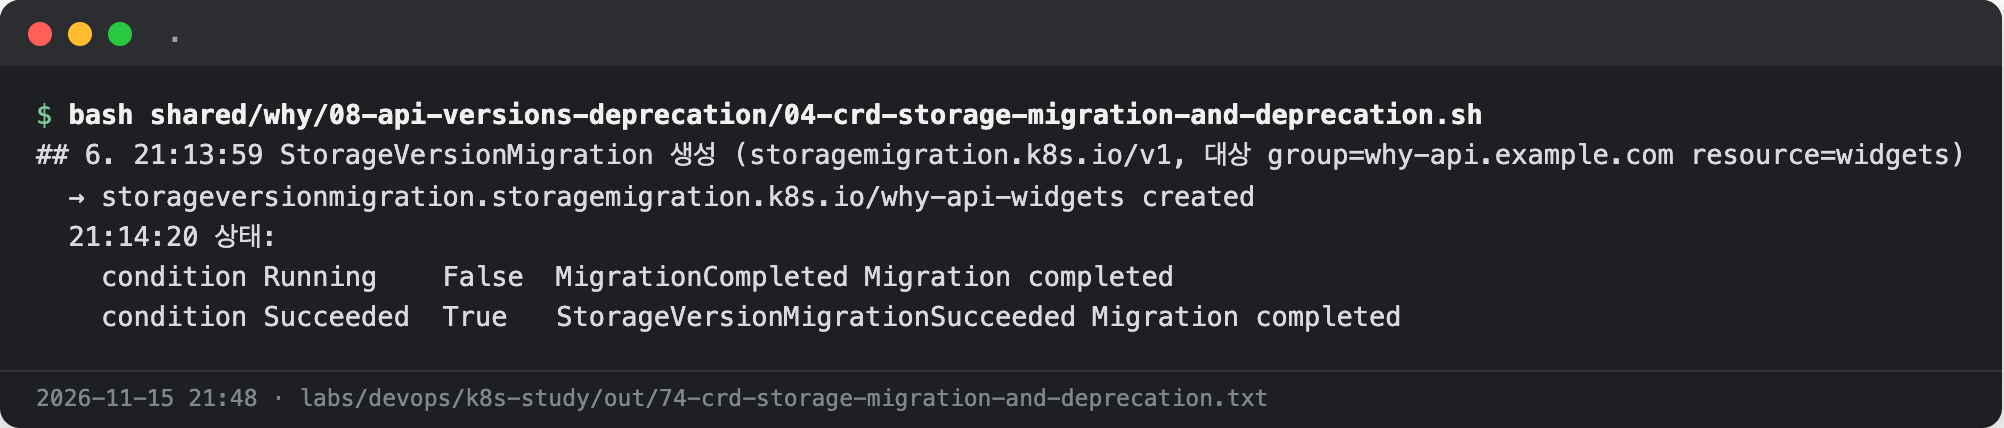 .
$ bash shared/why/08-api-versions-deprecation/04-crd-storage-migration-and-deprecation.sh
## 6. 21:13:59 StorageVersionMigration 생성 (storagemigration.k8s.io/v1, 대상 group=why-api.example.com resource=widgets)
  → storageversionmigration.storagemigration.k8s.io/why-api-widgets created
  21:14:20 상태:
    condition Running    False  MigrationCompleted Migration completed
    condition Succeeded  True   StorageVersionMigrationSucceeded Migration completed
2026-11-15 21:48 · labs/devops/k8s-study/out/74-crd-storage-migration-and-deprecation.txt